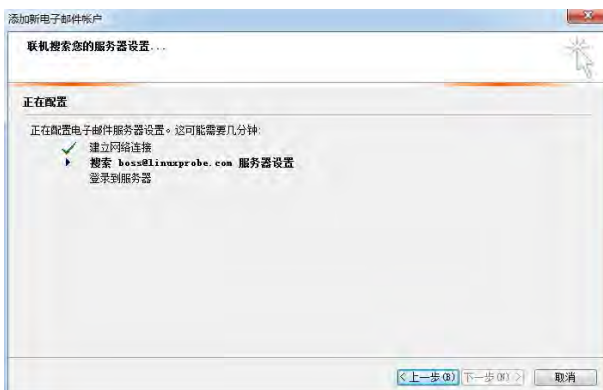 添加新电子邮件帐户
联机搜索您的服务器设置...
正在配置
正在配置电子邮件服务器设置。这可能需要几分钟:
建立网络连接
搜索 boss@linuxprobe.com 服务器设置
登录到服务器
< 上一步(B) 下一步(N) > 取消